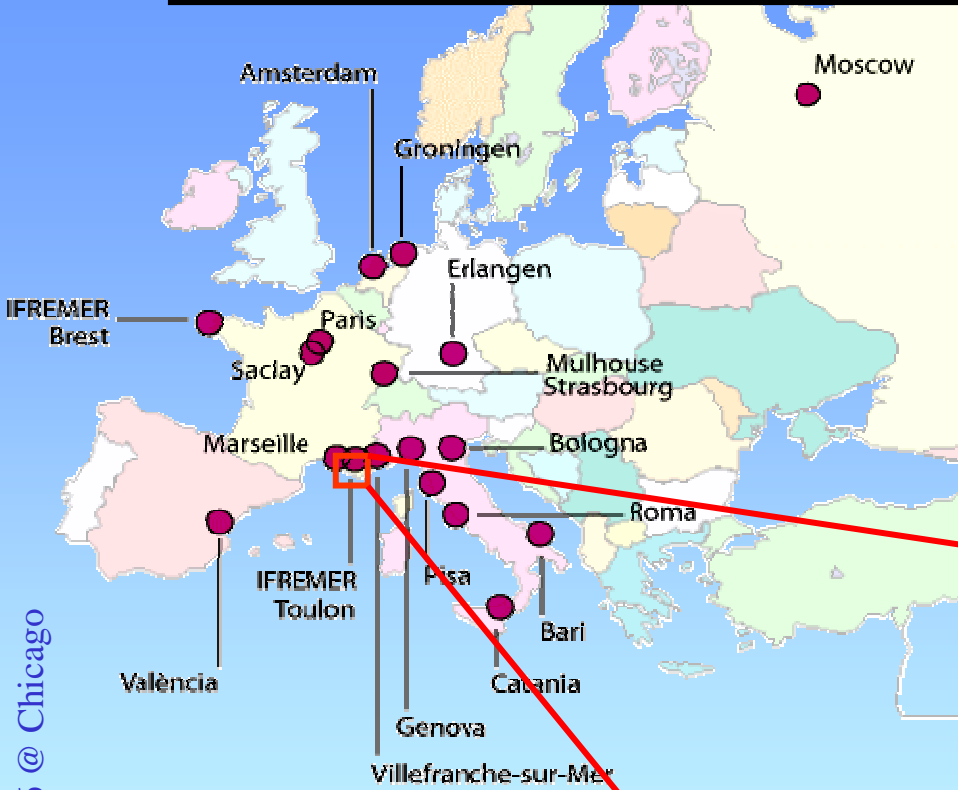 Moscow
Amsterdam
Groningen
Erlangen
IFREMER
Brest
Paris
Saclay
Mulhouse
Strasbourg
Marseille
Bologna
Roma
IFREMER
Toulon
Pisa
Bari
València
Catania
Genova
Villefranche-sur-Mer
@ Chicago